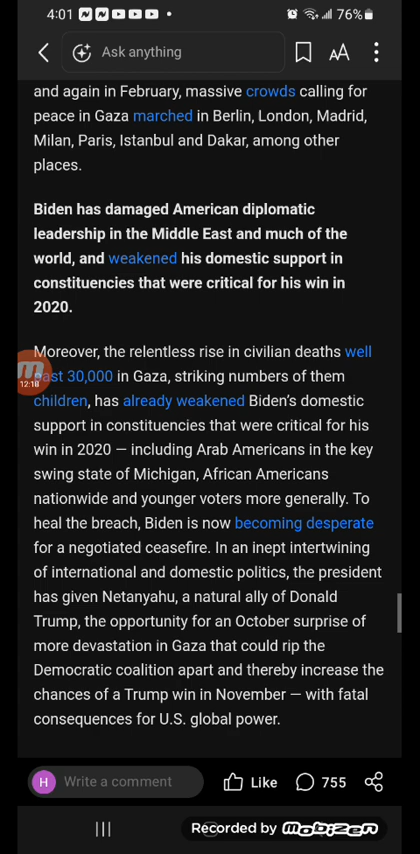 4:01
76%
Ask anything
AA
and again in February, massive crowds calling for
peace in Gaza marched in Berlin, London, Madrid,
Milan, Paris, Istanbul and Dakar, among other
places.
Biden has damaged American diplomatic
leadership in the Middle East and much of the
world, and weakened his domestic support in
constituencies that were critical for his win in
2020.
Moreover, the relentless rise in civilian deaths well
past 30,000 in Gaza, striking numbers of them
12:18
children, has already weakened Biden's domestic
support in constituencies that were critical for his
win in 2020 — including Arab Americans in the key
swing state of Michigan, African Americans
nationwide and younger voters more generally. To
heal the breach, Biden is now becoming desperate
for a negotiated ceasefire. In an inept intertwining
of international and domestic politics, the president
has given Netanyahu, a natural ally of Donald
Trump, the opportunity for an October surprise of
more devastation in Gaza that could rip the
Democratic coalition apart and thereby increase the
chances of a Trump win in November — with fatal
consequences for U.S. global power.
H Write a comment Like 755
Recorded by mobizen